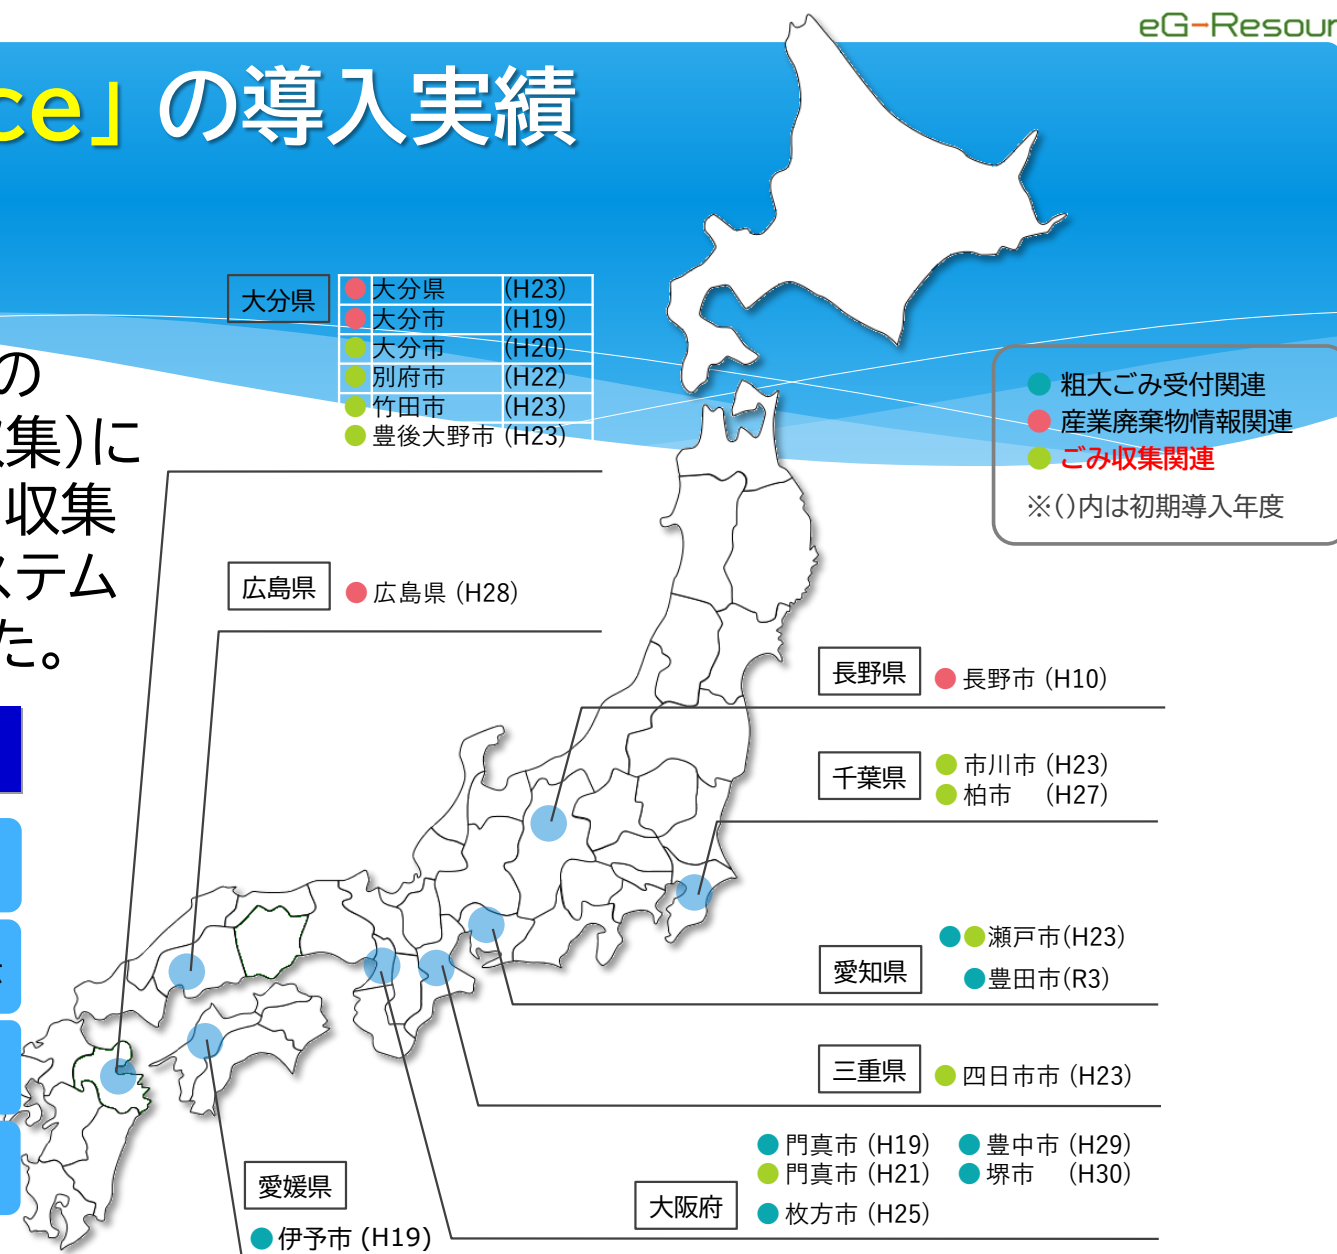 eG-Resour
ce」の導入実績
大分県
大分県 (H23)
大分市 (H19)
大分市 (H20)
別府市 (H22)
竹田市 (H23)
豊後大野市 (H23)
の
集)に
収集
ステム
た。
粗大ごみ受付関連
産業廃棄物情報関連
ごみ収集関連
※()内は初期導入年度
広島県
広島県 (H28)
長野県
長野市 (H10)
千葉県
市川市 (H23)
柏市 (H27)
愛知県
瀬戸市(H23)
豊田市(R3)
三重県
四日市市 (H23)
大阪府
門真市 (H19) 豊中市 (H29)
門真市 (H21) 堺市 (H30)
枚方市 (H25)
愛媛県
伊予市 (H19)